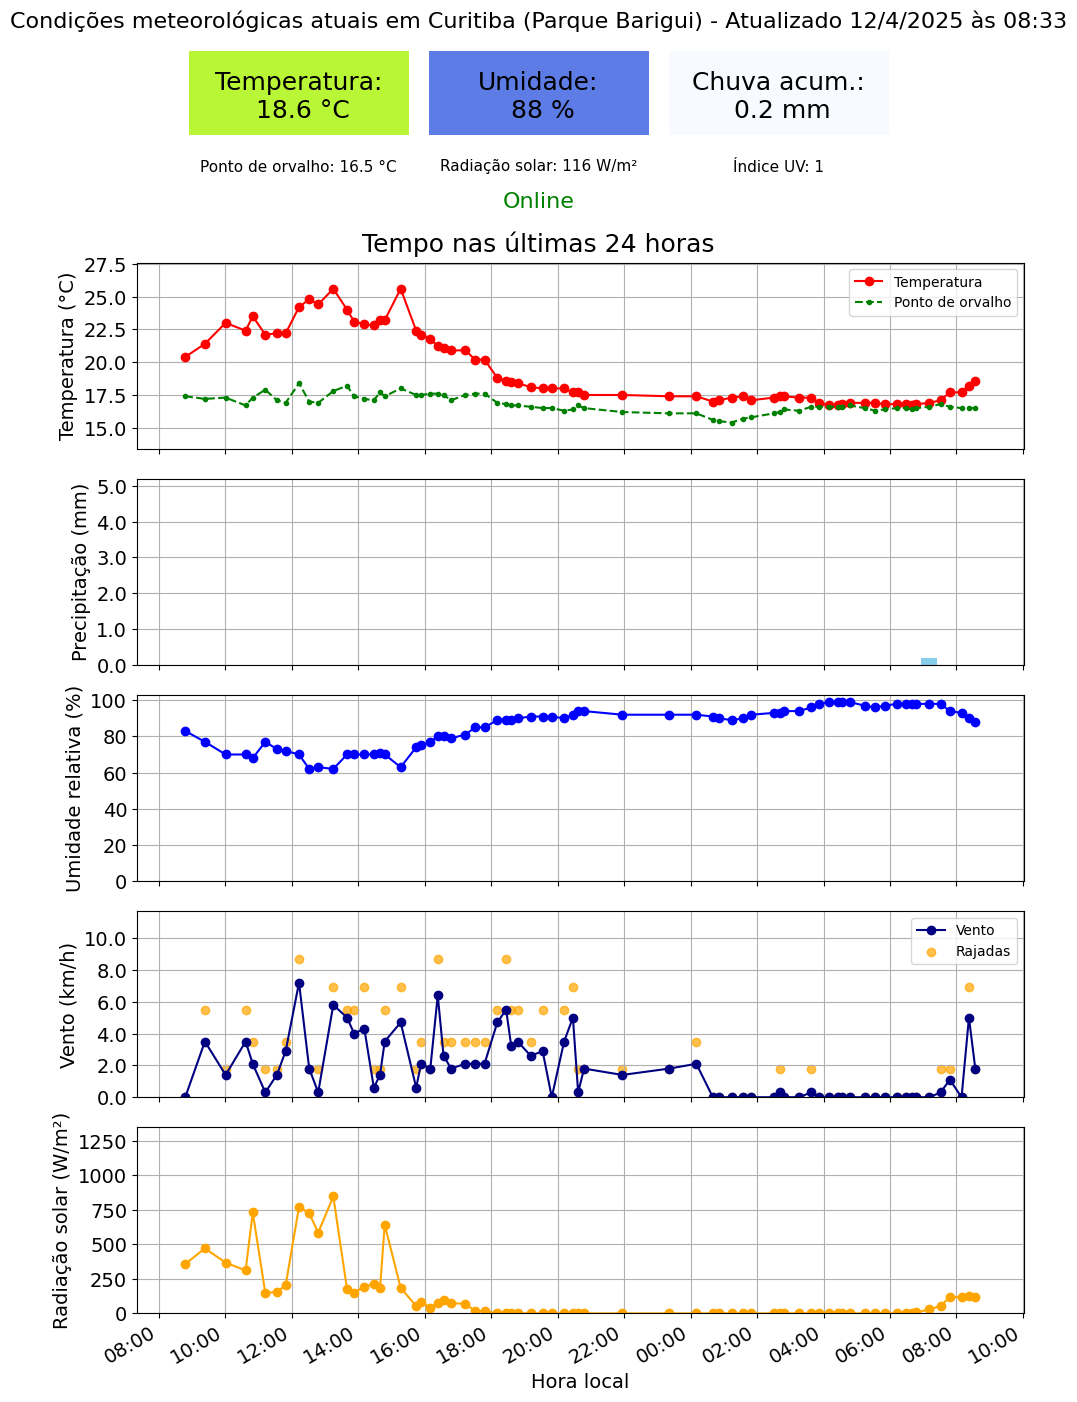 Condições meteorológicas atuais em Curitiba (Parque Barigui) - Atualizado 12/4/2025 às 08:33
Temperatura:
18.6 °C
Umidade:
88 %
Chuva acum.:
0.2 mm
Ponto de orvalho: 16.5 °C
Radiação solar: 116 W/m²
Índice UV: 1
Online
Tempo nas últimas 24 horas
Temperatura (°C)
27.5
25.0
22.5
20.0
17.5
15.0
Temperatura
Ponto de orvalho
Precipitação (mm)
5.0
4.0
3.0
2.0
1.0
0.0
Umidade relativa (%)
100
80
60
40
20
0
Vento (km/h)
10.0
8.0
6.0
4.0
2.0
0.0
Vento
Rajadas
Radiação solar (W/m²)
1250
1000
750
500
250
0
08:00
10:00
12:00
14:00
16:00
18:00
20:00
22:00
00:00
02:00
04:00
06:00
08:00
10:00
Hora local